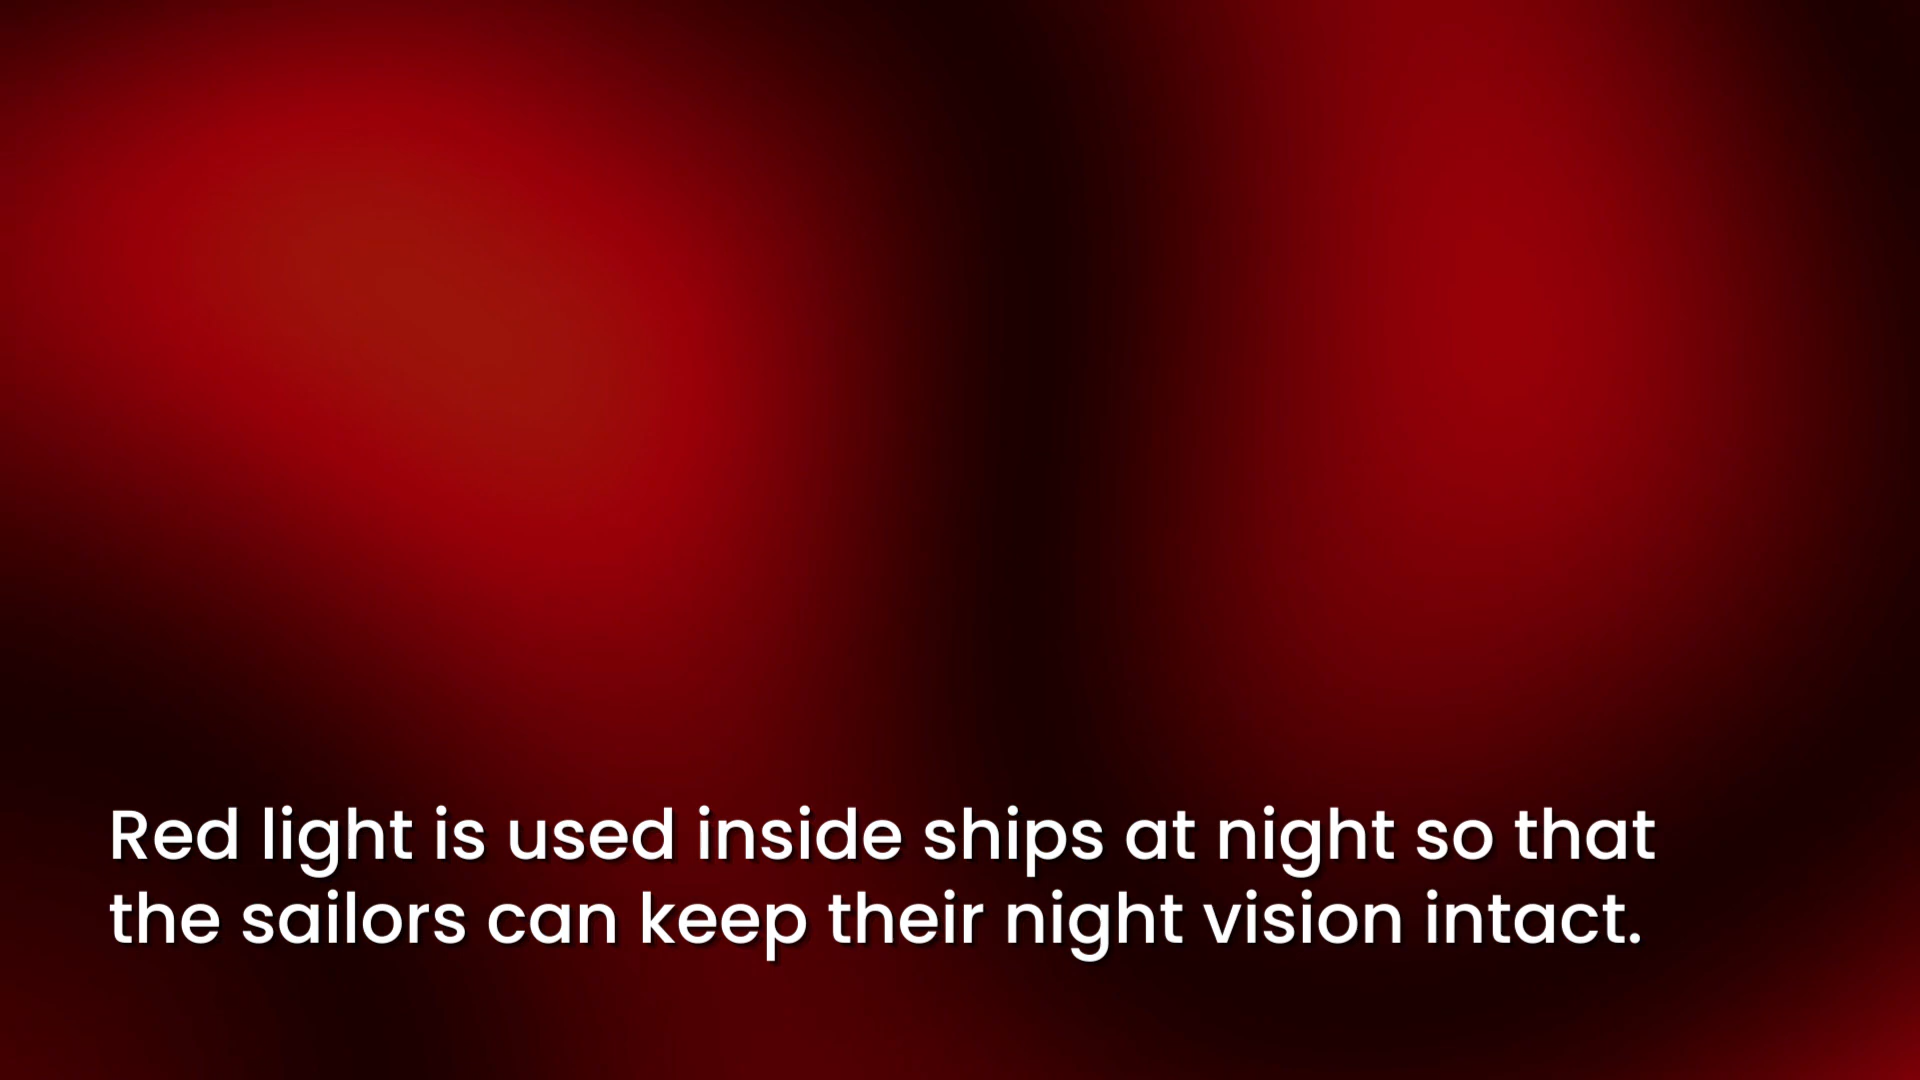 Red light is used inside ships at night so that
the sailors can keep their night vision intact.